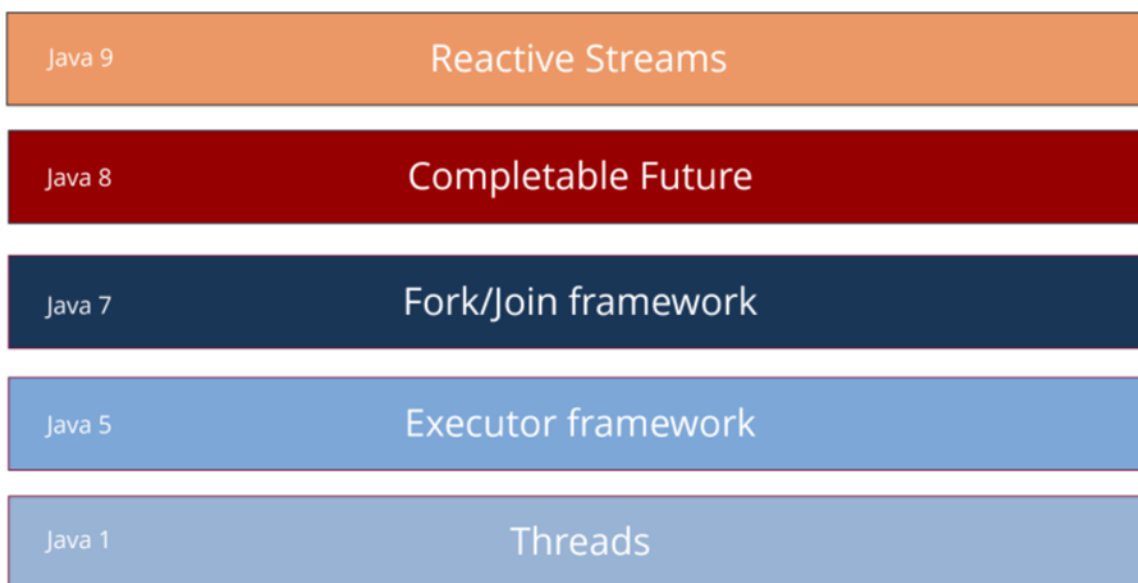 Java 9 Reactive Streams
Java 8 Completable Future
Java 7 Fork/Join framework
Java 5 Executor framework
Java 1 Threads